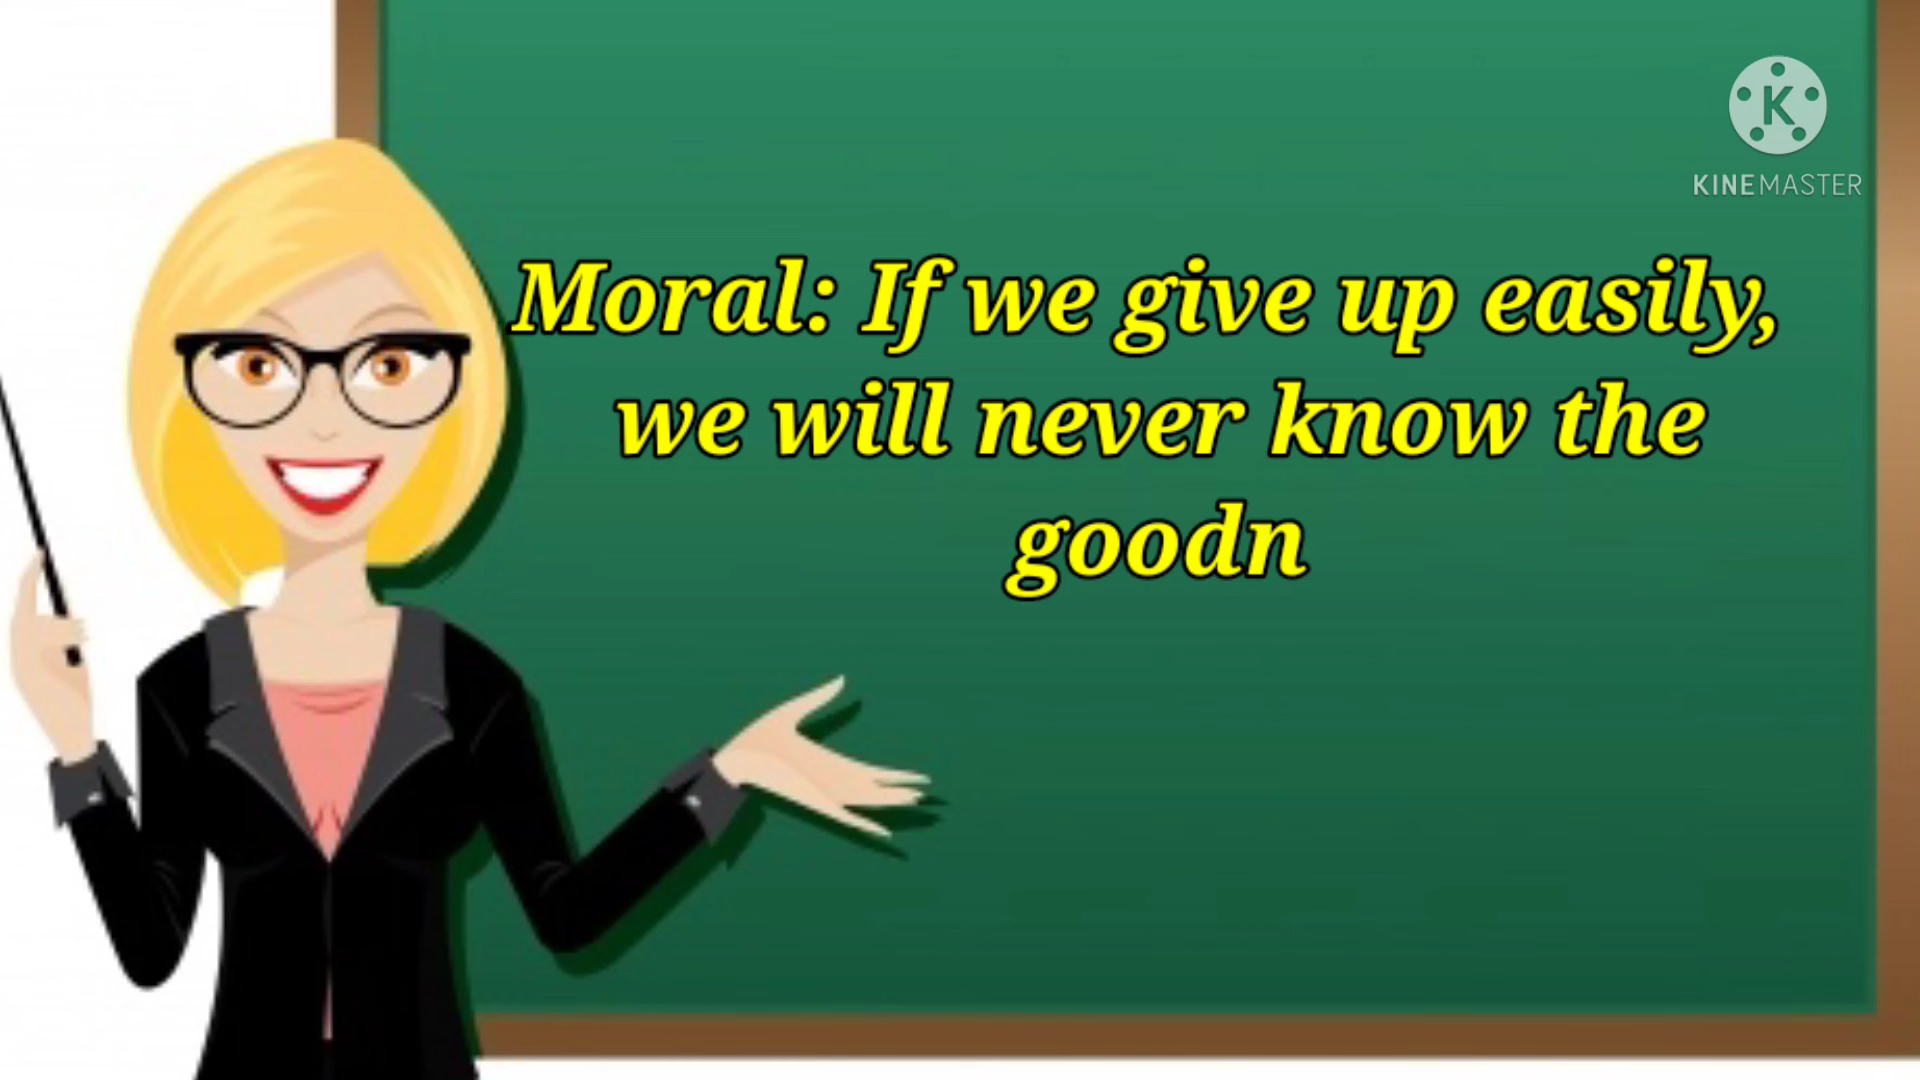 K
KINEMASTER
Moral: If we give up easily,
we will never know the
goodn